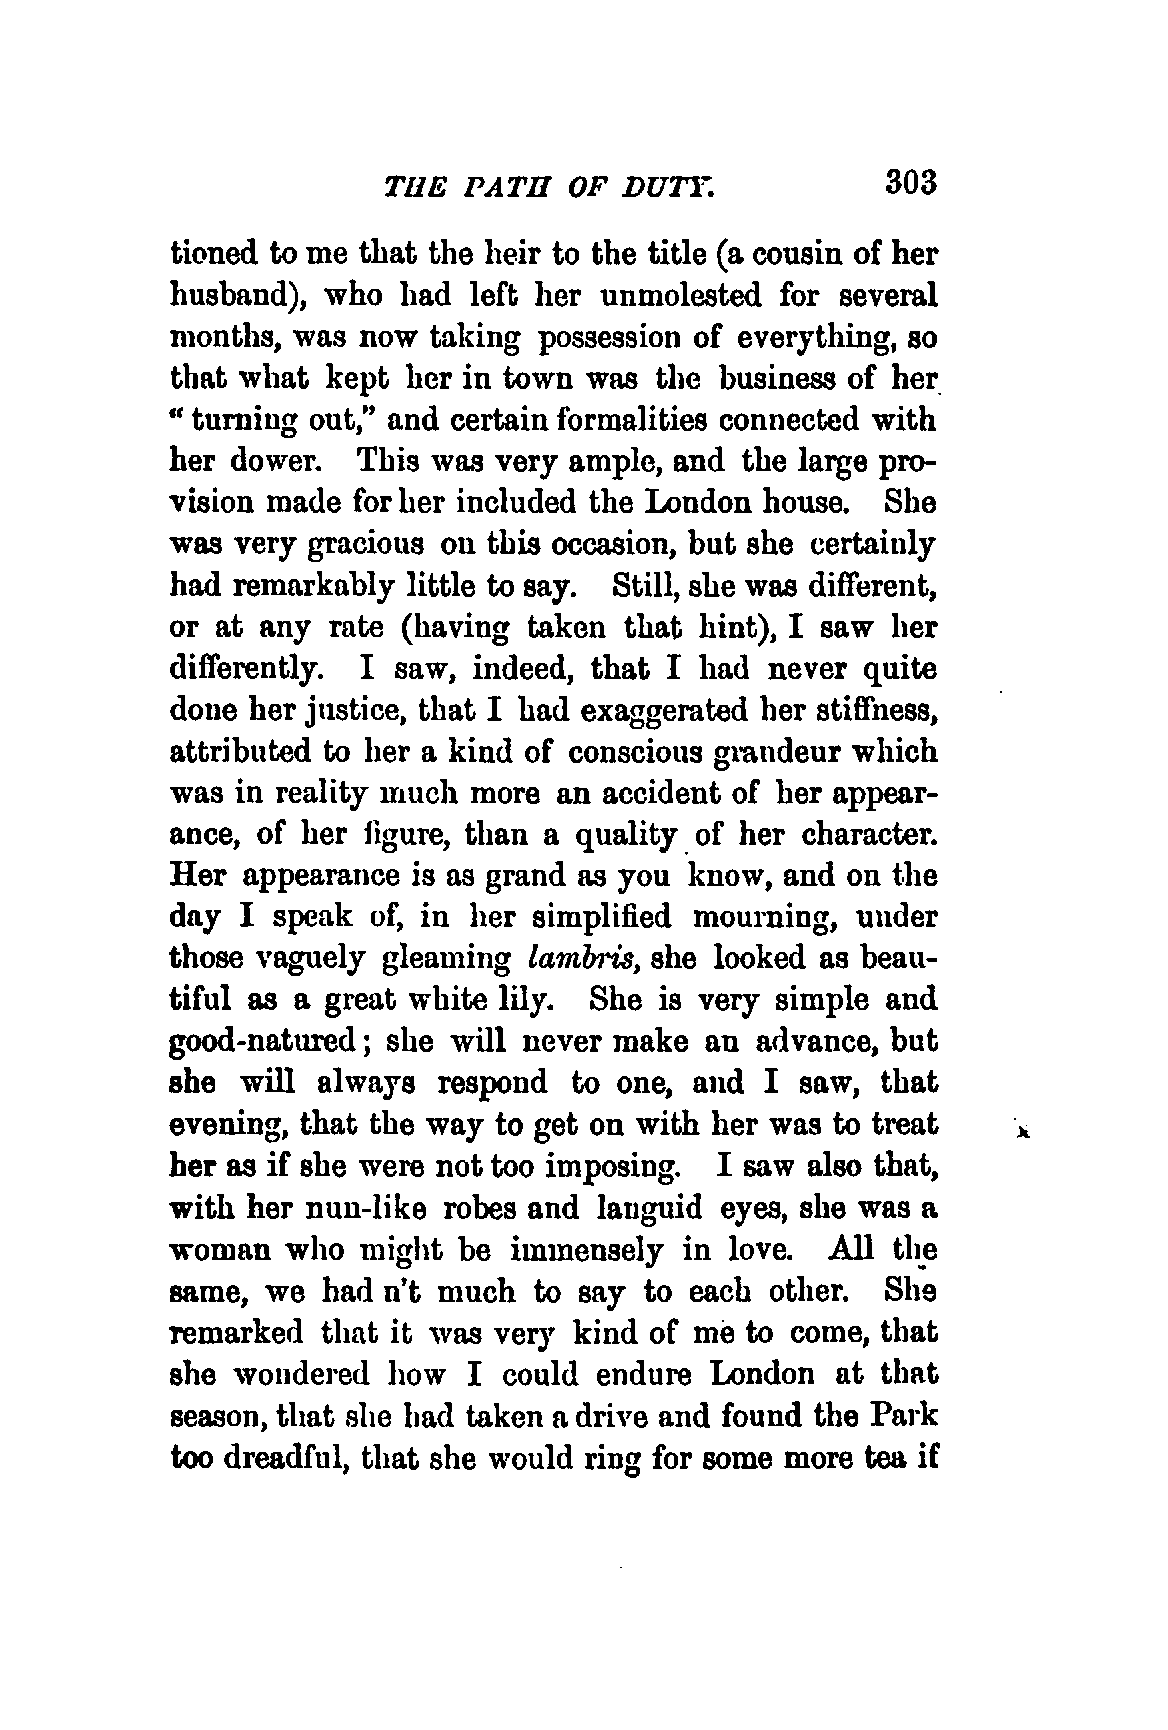 THE PATH OF DUTY. 303
tioned to me that the heir to the title (a cousin of her
husband), who had left her unmolested for several
months, was now taking possession of everything, so
that what kept her in town was the business of her
“ turning out,” and certain formalities connected with
her dower. This was very ample, and the large pro-
vision made for her included the London house. She
was very gracious on this occasion, but she certainly
had remarkably little to say. Still, she was different,
or at any rate (having taken that hint), I saw her
differently. I saw, indeed, that I had never quite
done her justice, that I had exaggerated her stiffness,
attributed to her a kind of conscious grandeur which
was in reality much more an accident of her appear-
ance, of her figure, than a quality of her character.
Her appearance is as grand as you know, and on the
day I speak of, in her simplified mourning, under
those vaguely gleaming lambris, she looked as beau-
tiful as a great white lily. She is very simple and
good-natured ; she will never make an advance, but
she will always respond to one, and I saw, that
evening, that the way to get on with her was to treat
her as if she were not too imposing. I saw also that,
with her nun-like robes and languid eyes, she was a
woman who might be immensely in love. All the
same, we had n't much to say to each other. She
remarked that it was very kind of me to come, that
she wondered how I could endure London at that
season, that she had taken a drive and found the Park
too dreadful, that she would ring for some more tea if